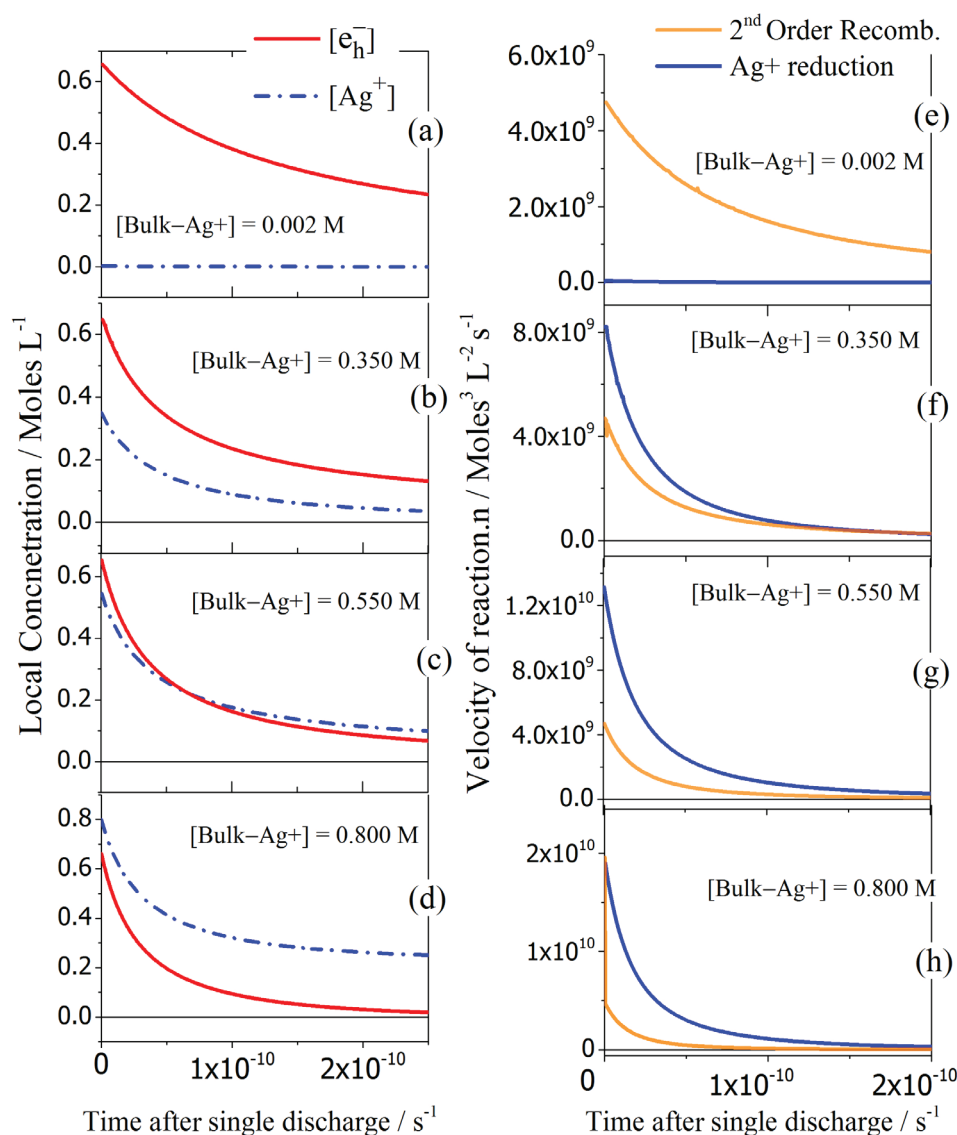 [e⁻ₕ]
[Ag⁺]
2ⁿᵈ Order Recomb.
Ag+ reduction
Local Concnetration / Moles L⁻¹
0.6
0.4
0.2
0.0
(a)
[Bulk−Ag+] = 0.002 M
0.6
0.4
0.2
0.0
(b)
[Bulk−Ag+] = 0.350 M
0.6
0.4
0.2
0.0
(c)
[Bulk−Ag+] = 0.550 M
0.8
0.6
0.4
0.2
0.0
(d)
[Bulk−Ag+] = 0.800 M
0
1x10⁻¹⁰
2x10⁻¹⁰
Time after single discharge / s⁻¹
Velocity of reaction.n / Moles³ L⁻² s⁻¹
6.0x10⁹
4.0x10⁹
2.0x10⁹
0.0
(e)
[Bulk−Ag+] = 0.002 M
8.0x10⁹
4.0x10⁹
0.0
(f)
[Bulk−Ag+] = 0.350 M
1.2x10¹⁰
4.0x10⁹
0.0
(g)
[Bulk−Ag+] = 0.550 M
2x10¹⁰
1x10¹⁰
0
(h)
[Bulk−Ag+] = 0.800 M
0
1x10⁻¹⁰
2x10⁻¹⁰
Time after single discharge / s⁻¹